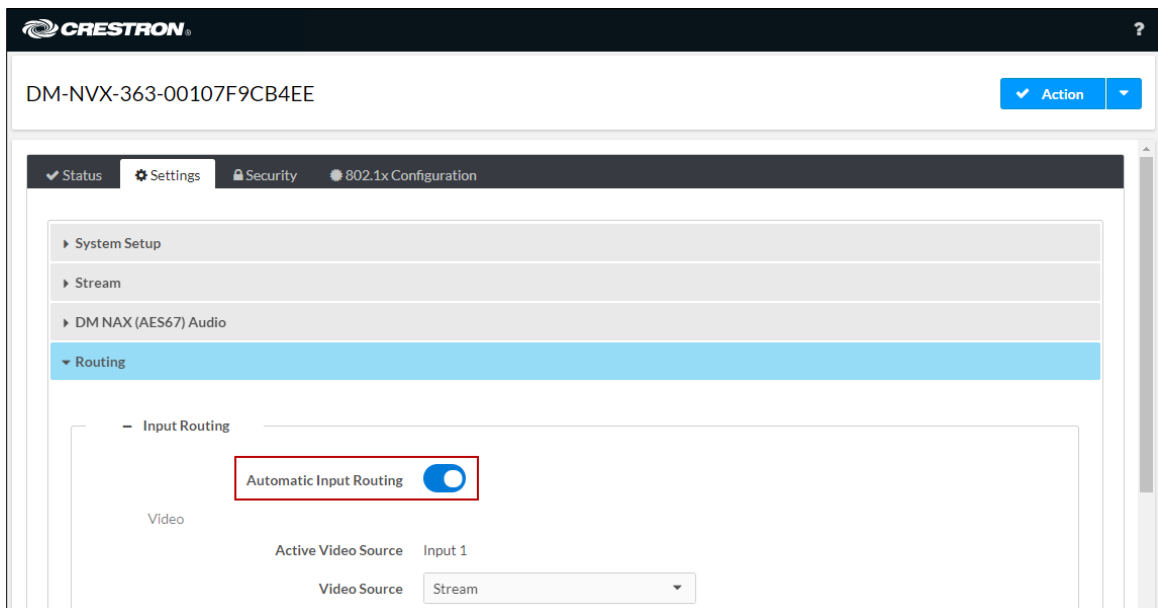 CRESTRON®
?
DM-NVX-363-00107F9CB4EE
Action
Status Settings Security 802.1x Configuration
System Setup
Stream
DM NAX (AES67) Audio
Routing
Input Routing
Automatic Input Routing
Video
Active Video Source Input 1
Video Source Stream